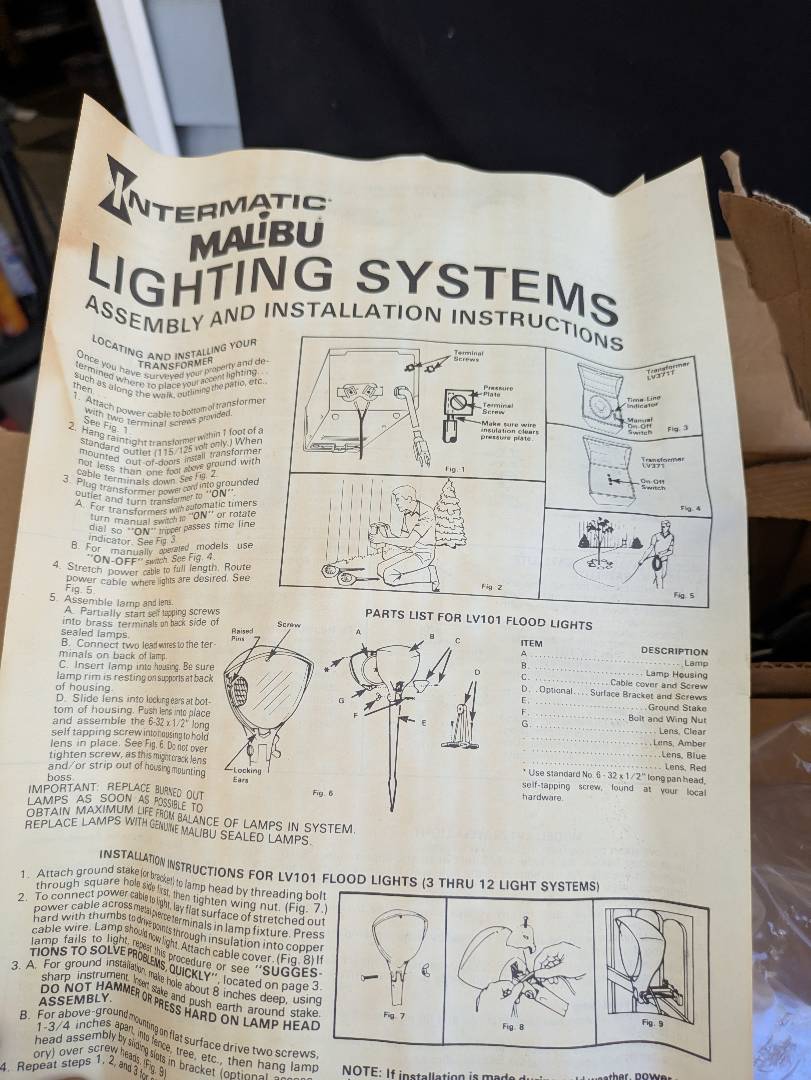 INTERMATIC
MALIBU
LIGHTING SYSTEMS
ASSEMBLY AND INSTALLATION INSTRUCTIONS
LOCATING AND INSTALLING YOUR
TRANSFORMER
Once you have surveyed your property and de-
termined where to place your accent lighting . . .
such as along the walk, outlining the patio, etc.,
then.
1. Attach power cable to bottom of transformer
with two terminal screws provided.
See Fig. 1
2. Hang raintight transformer within 1 foot of a
standard outlet (115/125 volt only.) When
mounted out-of-doors install transformer
not less than one foot above ground with
cable terminals down. See Fig. 2.
3. Plug transformer power cord into grounded
outlet and turn transformer to "ON".
A. For transformers with automatic timers
turn manual switch to "ON" or rotate
dial so "ON" tripper passes time line
indicator. See Fig. 3.
B. For manually operated models use
"ON-OFF" switch. See Fig. 4.
4. Stretch power cable to full length. Route
power cable where lights are desired. See
Fig. 5.
5. Assemble lamp and lens.
A. Partially start self tapping screws
into brass terminals on back side of
sealed lamps.
B. Connect two lead wires to the ter-
minals on back of lamp.
C. Insert lamp into housing. Be sure
lamp rim is resting on supports at back
of housing.
D. Slide lens into locking ears at bot-
tom of housing. Push lens into place
and assemble the 6-32 x 1/2" long
self tapping screw into housing to hold
lens in place. See Fig. 6. Do not over
tighten screw, as this might crack lens
and/or strip out of housing mounting
boss.
IMPORTANT: REPLACE BURNED OUT
LAMPS AS SOON AS POSSIBLE TO
OBTAIN MAXIMUM LIFE FROM BALANCE OF LAMPS IN SYSTEM.
REPLACE LAMPS WITH GENUINE MALIBU SEALED LAMPS.
Terminal
Screws
Pressure
Plate
Terminal
Screw
Make sure wire
insulation clears
pressure plate.
Fig. 1
Transformer
LV371T
Time Line
Indicator
Manual
On-Off
Switch
Fig. 3
Transformer
LV371
On-Off
Switch
Fig. 4
Fig. 2
Fig. 5
Raised
Pins
Screw
Locking
Ears
Fig. 6
A
B
C
D
*
G
F
E
PARTS LIST FOR LV101 FLOOD LIGHTS
ITEM DESCRIPTION
A. Lamp
B. Lamp Housing
C. Cable cover and Screw
D. Optional. Surface Bracket and Screws
E. Ground Stake
F. Bolt and Wing Nut
G. Lens, Clear
Lens, Amber
Lens, Blue
Lens, Red
* Use standard No. 6 - 32 x 1/2" long pan head,
self-tapping screw, found at your local
hardware.
INSTALLATION INSTRUCTIONS FOR LV101 FLOOD LIGHTS (3 THRU 12 LIGHT SYSTEMS)
1. Attach ground stake (or bracket) to lamp head by threading bolt
through square hole side first, then tighten wing nut. (Fig. 7.)
2. To connect power cable to light, lay flat surface of stretched out
power cable across metal pierce terminals in lamp fixture. Press
hard with thumbs to drive points through insulation into copper
cable wire. Lamp should now light. Attach cable cover. (Fig. 8) If
lamp fails to light, repeat this procedure or see "SUGGES-
TIONS TO SOLVE PROBLEMS QUICKLY", located on page 3.
3. A. For ground installation, make hole about 8 inches deep, using
sharp instrument. Insert stake and push earth around stake.
DO NOT HAMMER OR PRESS HARD ON LAMP HEAD
ASSEMBLY.
B. For above-ground mounting on flat surface drive two screws,
1-3/4 inches apart, into fence, tree, etc., then hang lamp
head assembly by sliding slots in bracket (optional
ory) over screw heads. (Fig. 9)
4. Repeat steps 1, 2, and 3 for
Fig. 7
Fig. 8
Fig. 9
NOTE: If installation is made during weather, power